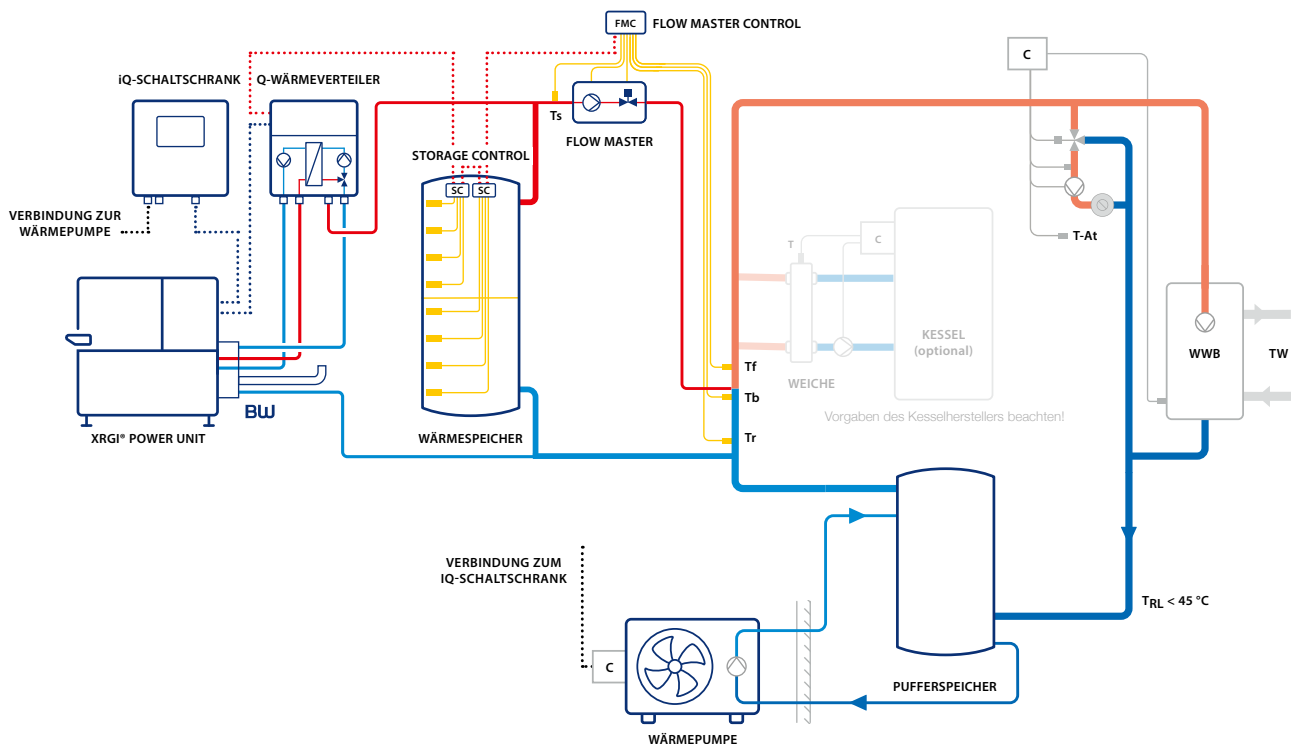 FMC
FLOW MASTER CONTROL
C
iQ-SCHALTSCHRANK
Q-WÄRMEVERTEILER
Ts
FLOW MASTER
STORAGE CONTROL
SC
SC
VERBINDUNG ZUR
WÄRMEPUMPE
T-At
T
C
KESSEL
(optional)
WWB
TW
Tf
WEICHE
Tb
Vorgaben des Kesselherstellers beachten!
BW
XRGI® POWER UNIT
WÄRMESPEICHER
Tr
VERBINDUNG ZUM
IQ-SCHALTSCHRANK
TRL < 45 °C
C
PUFFERSPEICHER
WÄRMEPUMPE